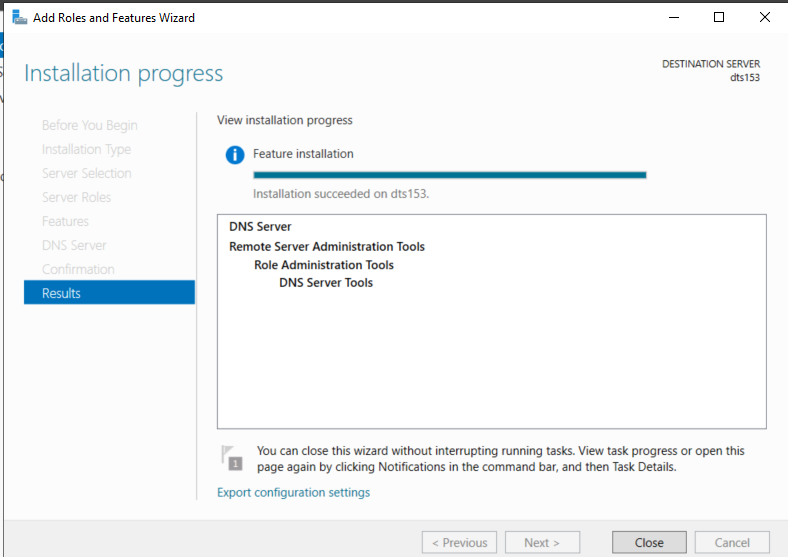 Add Roles and Features Wizard
Installation progress
DESTINATION SERVER
dts153
Before You Begin
Installation Type
Server Selection
Server Roles
Features
DNS Server
Confirmation
Results
View installation progress
Feature installation
Installation succeeded on dts153.
DNS Server
Remote Server Administration Tools
Role Administration Tools
DNS Server Tools
1
You can close this wizard without interrupting running tasks. View task progress or open this
page again by clicking Notifications in the command bar, and then Task Details.
Export configuration settings
< Previous
Next >
Close
Cancel